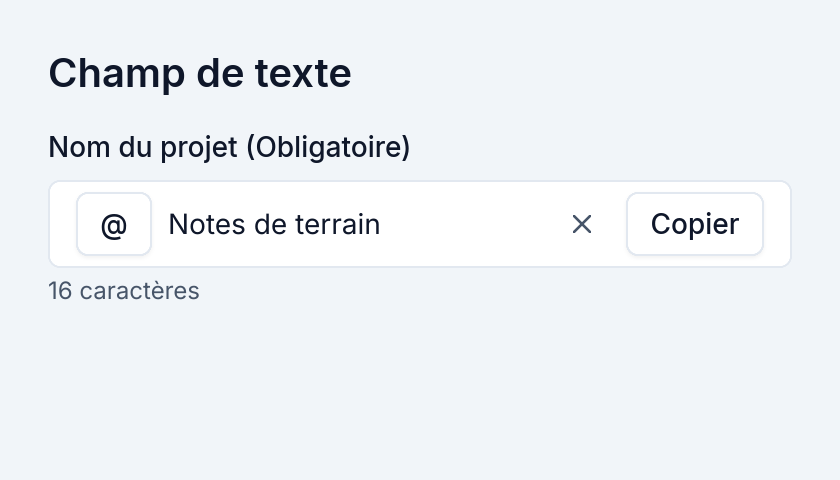 Champ de texte
Nom du projet (Obligatoire)
@ Notes de terrain Copier
16 caractères